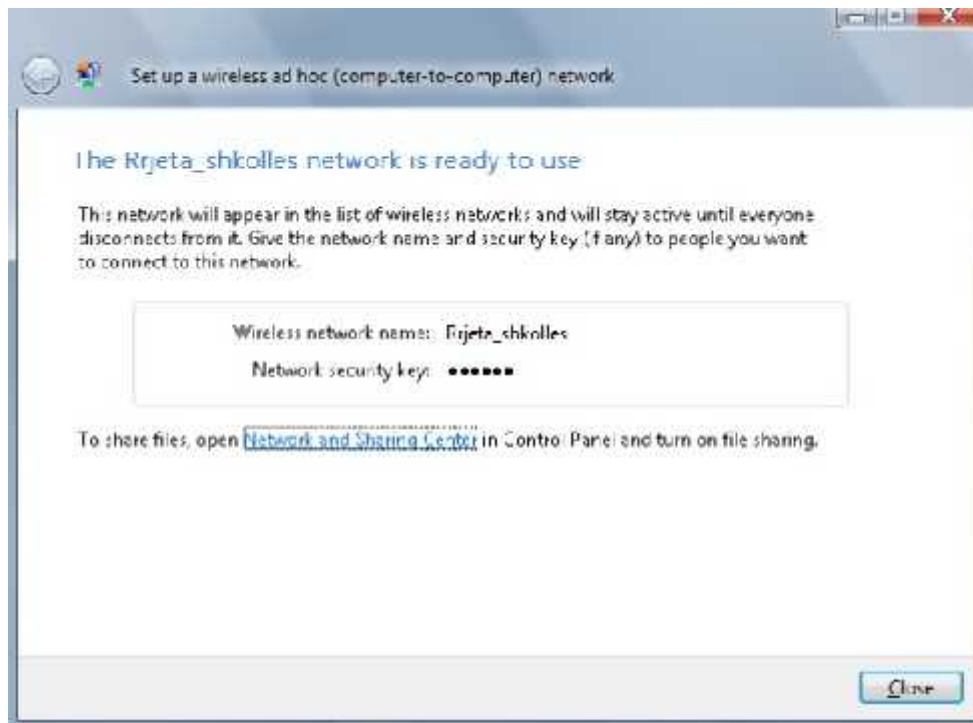 Set up a wireless ad hoc (computer-to-computer) network
The Rrjeta_shkolles network is ready to use
This network will appear in the list of wireless networks and will stay active until everyone
disconnects from it. Give the network name and security key (if any) to people you want
to connect to this network.
Wireless network name: Rrjeta_shkolles
Network security key: ••••••
To share files, open Network and Sharing Center in Control Panel and turn on file sharing.
Close